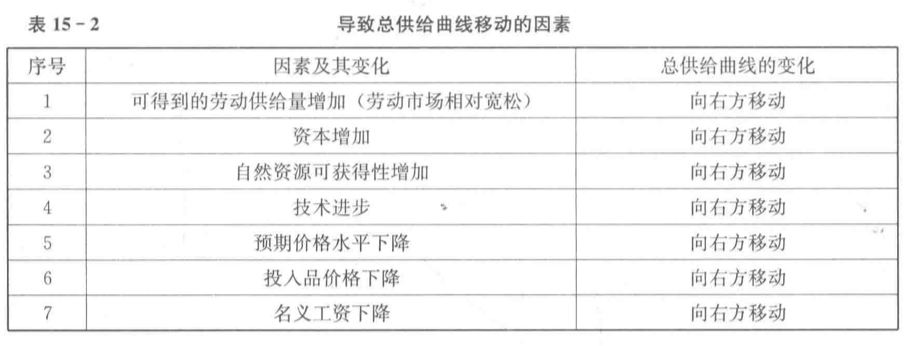 表 15-2 导致总供给曲线移动的因素
序号 因素及其变化 总供给曲线的变化
1 可得到的劳动供给量增加（劳动市场相对宽松） 向右方移动
2 资本增加 向右方移动
3 自然资源可获得性增加 向右方移动
4 技术进步 向右方移动
5 预期价格水平下降 向右方移动
6 投入品价格下降 向右方移动
7 名义工资下降 向右方移动